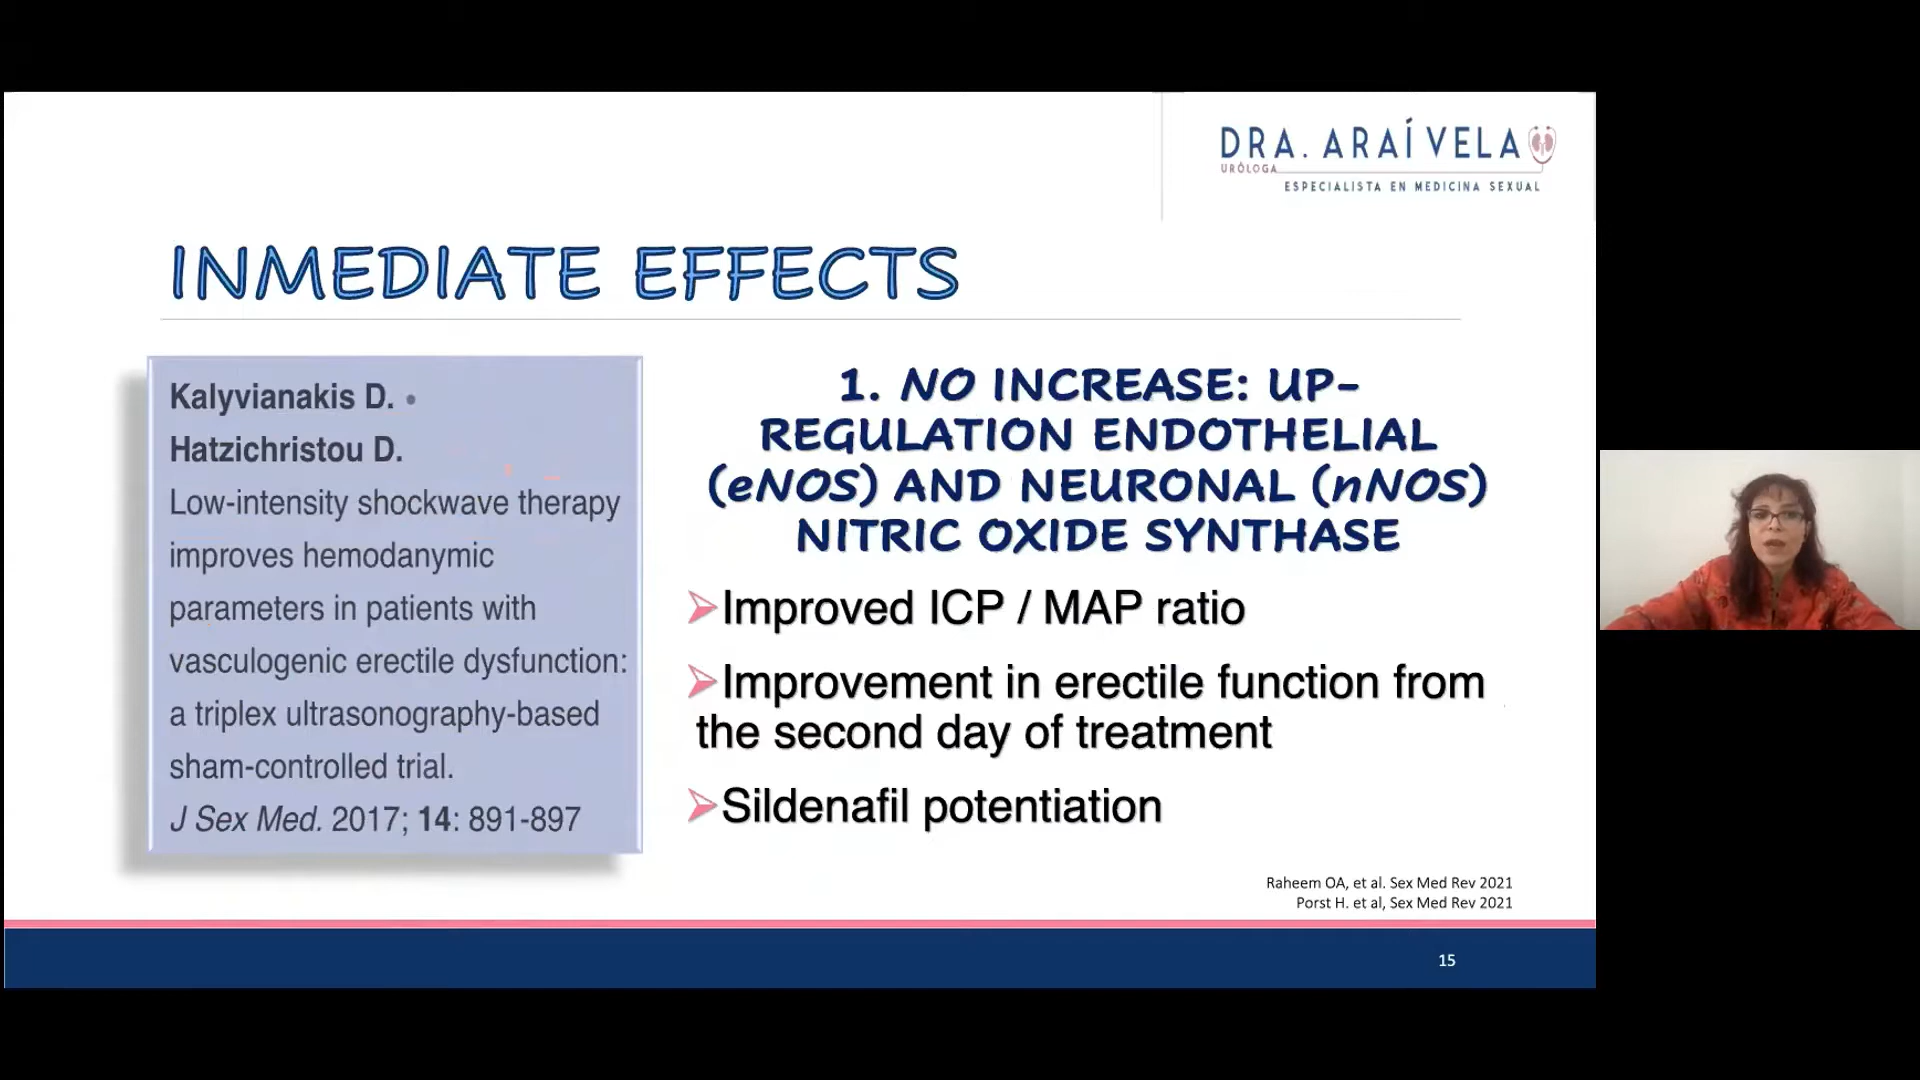 DRA. ARAÍ VELA
URÓLOGA
ESPECIALISTA EN MEDICINA SEXUAL
INMEDIATE EFFECTS
Kalyvianakis D. •
Hatzichristou D.
Low-intensity shockwave therapy
improves hemodanymic
parameters in patients with
vasculogenic erectile dysfunction:
a triplex ultrasonography-based
sham-controlled trial.
J Sex Med. 2017; 14: 891-897
1. NO INCREASE: UP-
REGULATION ENDOTHELIAL
(eNOS) AND NEURONAL (nNOS)
NITRIC OXIDE SYNTHASE
Improved ICP / MAP ratio
Improvement in erectile function from
the second day of treatment
Sildenafil potentiation
Raheem OA, et al. Sex Med Rev 2021
Porst H. et al, Sex Med Rev 2021
15